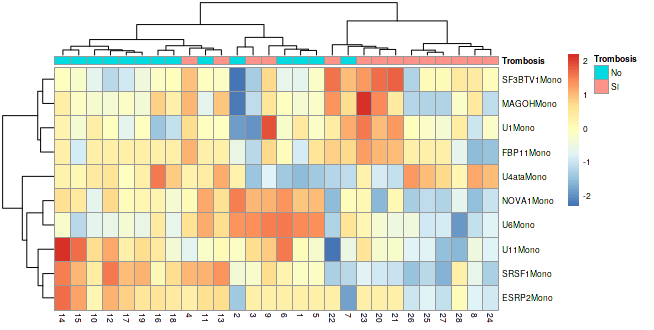 Trombosis
SF3BTV1Mono
MAGOHMono
U1Mono
FBP11Mono
U4ataMono
NOVA1Mono
U6Mono
U11Mono
SRSF1Mono
ESRP2Mono
14 15 10 12 17 19 16 18 4 11 13 2 3 9 6 1 5 22 7 23 20 21 26 25 27 28 8 24
2
1
0
-1
-2
Trombosis
No
SI